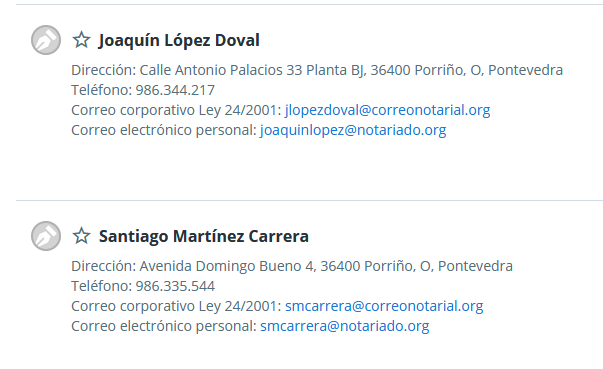 Joaquín López Doval
Dirección: Calle Antonio Palacios 33 Planta BJ, 36400 Porriño, O, Pontevedra
Teléfono: 986.344.217
Correo corporativo Ley 24/2001: jlopezdoval@correonotarial.org
Correo electrónico personal: joaquinlopez@notariado.org
Santiago Martínez Carrera
Dirección: Avenida Domingo Bueno 4, 36400 Porriño, O, Pontevedra
Teléfono: 986.335.544
Correo corporativo Ley 24/2001: smcarrera@correonotarial.org
Correo electrónico personal: smcarrera@notariado.org